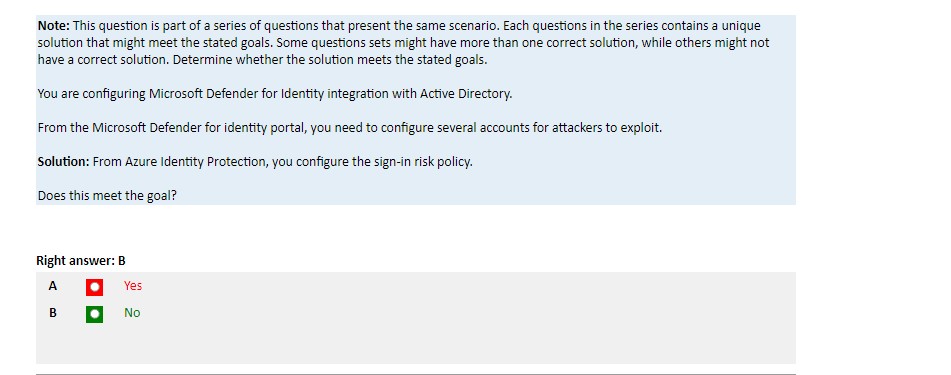 Note: This question is part of a series of questions that present the same scenario. Each questions in the series contains a unique
solution that might meet the stated goals. Some questions sets might have more than one correct solution, while others might not
have a correct solution. Determine whether the solution meets the stated goals.
You are configuring Microsoft Defender for Identity integration with Active Directory.
From the Microsoft Defender for identity portal, you need to configure several accounts for attackers to exploit.
Solution: From Azure Identity Protection, you configure the sign-in risk policy.
Does this meet the goal?
Right answer: B
A Yes
B No